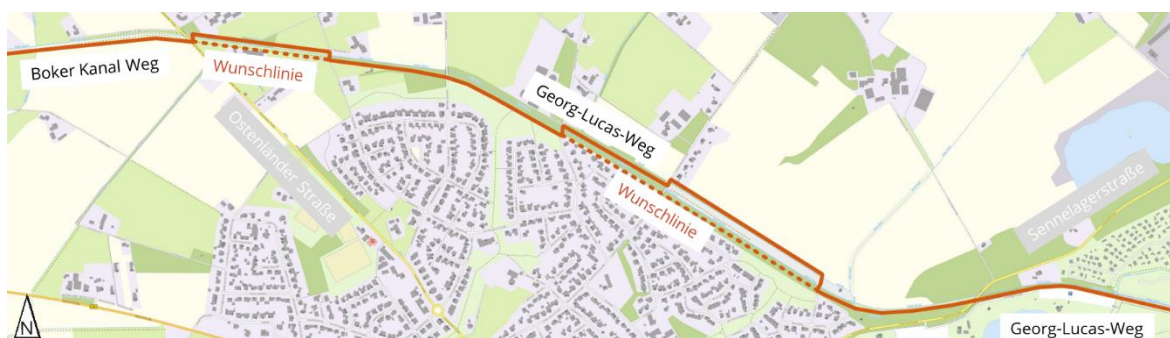 Boker Kanal Weg
Wunschlinie
Ostenländer Straße
Georg-Lucas-Weg
Wunschlinie
Sennelagerstraße
Georg-Lucas-Weg
N